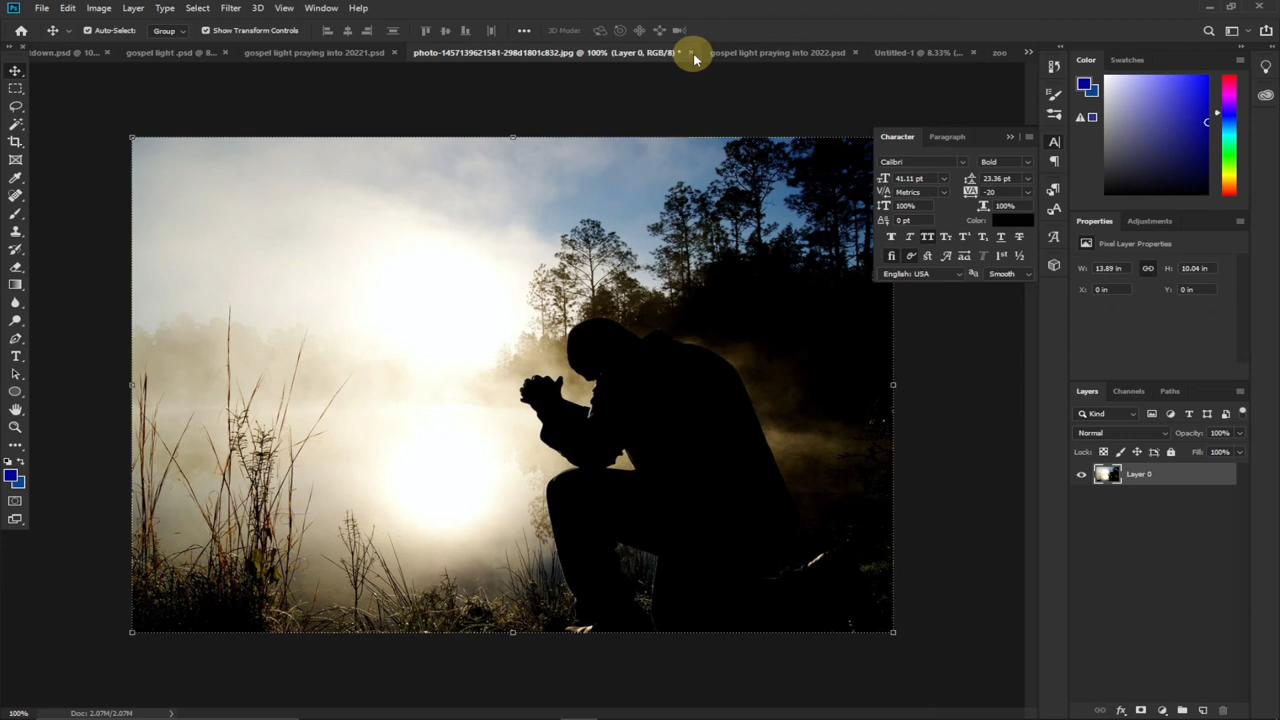 Ps File Edit Image Layer Type Select Filter 3D View Window Help
Auto-Select: Group Show Transform Controls 3D Mode:
down.psd @ 10... gospel light .psd @ 8... gospel light praying into 20221.psd photo-1457139621581-298d1801c832.jpg @ 100% (Layer 0, RGB/8) * gospel light praying into 2022.psd Untitled-1 @ 8.33% (... zoo
Color Swatches
Character Paragraph
Calibri Bold
41.11 pt 23.36 pt
Metrics -20
100% 100%
0 pt Color:
English: USA aa Smooth
Properties Adjustments
Pixel Layer Properties
W: 13.89 in H: 10.04 in
X: 0 in Y: 0 in
Layers Channels Paths
Kind
Normal Opacity: 100%
Lock: Fill: 100%
Layer 0
100% Doc: 2.07M/2.07M